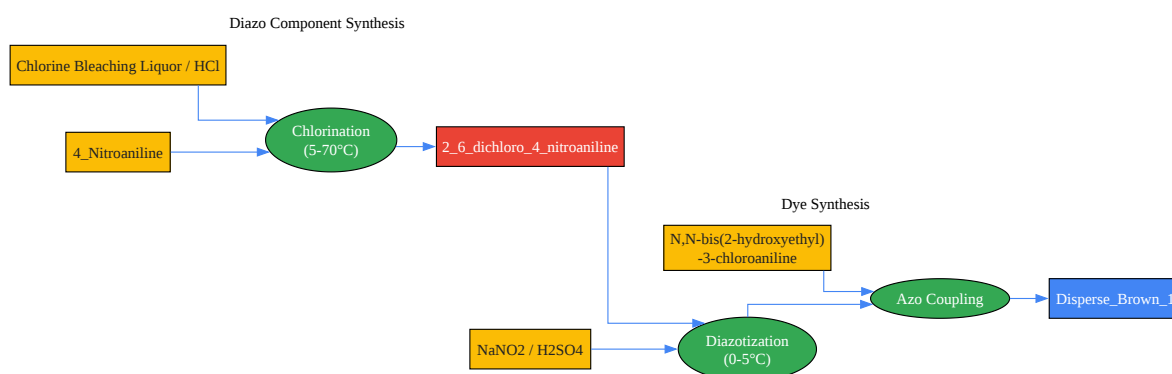 Diazo Component Synthesis
Chlorine Bleaching Liquor / HCl
Chlorination
(5-70°C)
4_Nitroaniline
2_6_dichloro_4_nitroaniline
Dye Synthesis
N,N-bis(2-hydroxyethyl)
-3-chloroaniline
Azo Coupling
Disperse_Brown_1
NaNO2 / H2SO4
Diazotization
(0-5°C)